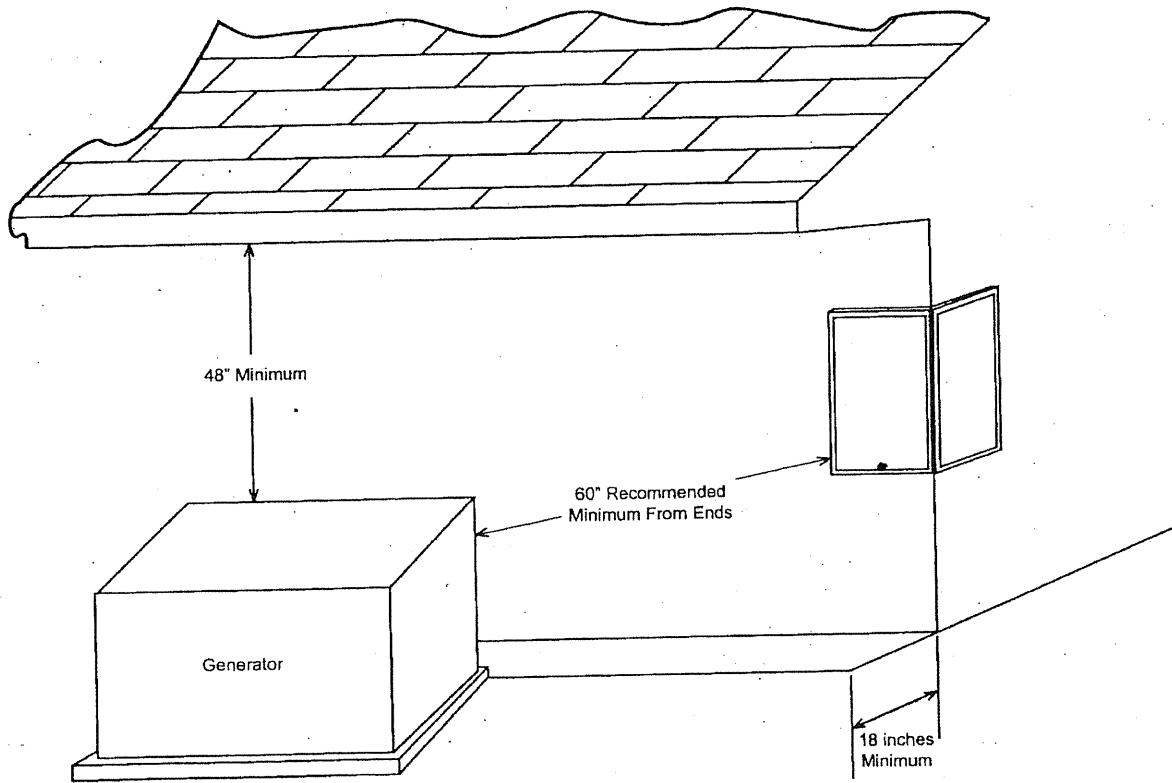 48" Minimum
60" Recommended
Minimum From Ends
Generator
18 inches
Minimum